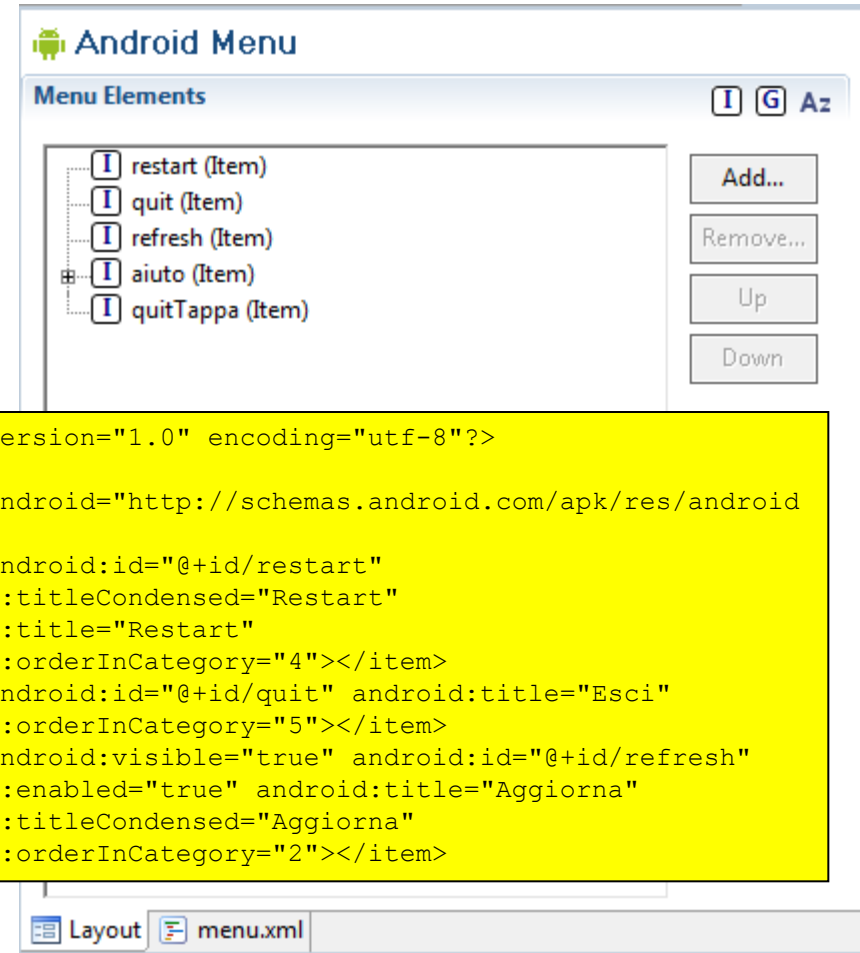 Android Menu
Menu Elements
I G Az
I restart (Item)
I quit (Item)
I refresh (Item)
I aiuto (Item)
I quitTappa (Item)
Add...
Remove...
Up
Down
ersion="1.0" encoding="utf-8"?>
ndroid="http://schemas.android.com/apk/res/android
ndroid:id="@+id/restart"
:titleCondensed="Restart"
:title="Restart"
:orderInCategory="4"></item>
ndroid:id="@+id/quit" android:title="Esci"
:orderInCategory="5"></item>
ndroid:visible="true" android:id="@+id/refresh"
:enabled="true" android:title="Aggiorna"
:titleCondensed="Aggiorna"
:orderInCategory="2"></item>
Layout menu.xml